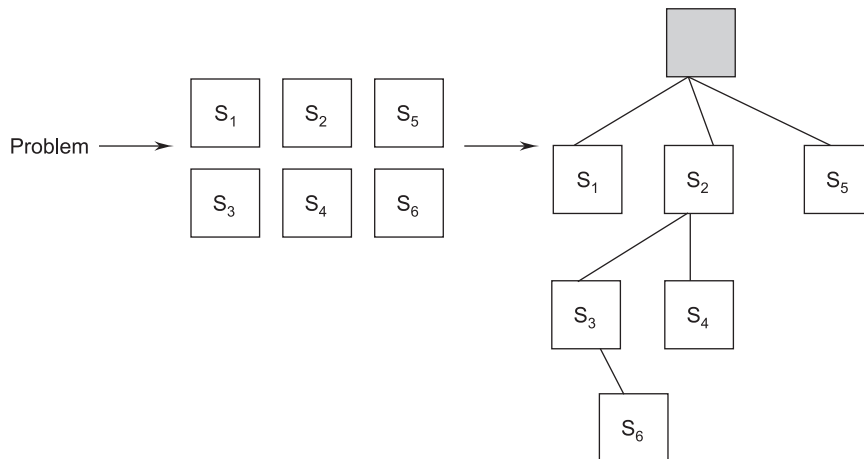 S₁ S₂ S₅
Problem
S₃ S₄ S₆
S₁ S₂ S₅
S₃ S₄
S₆